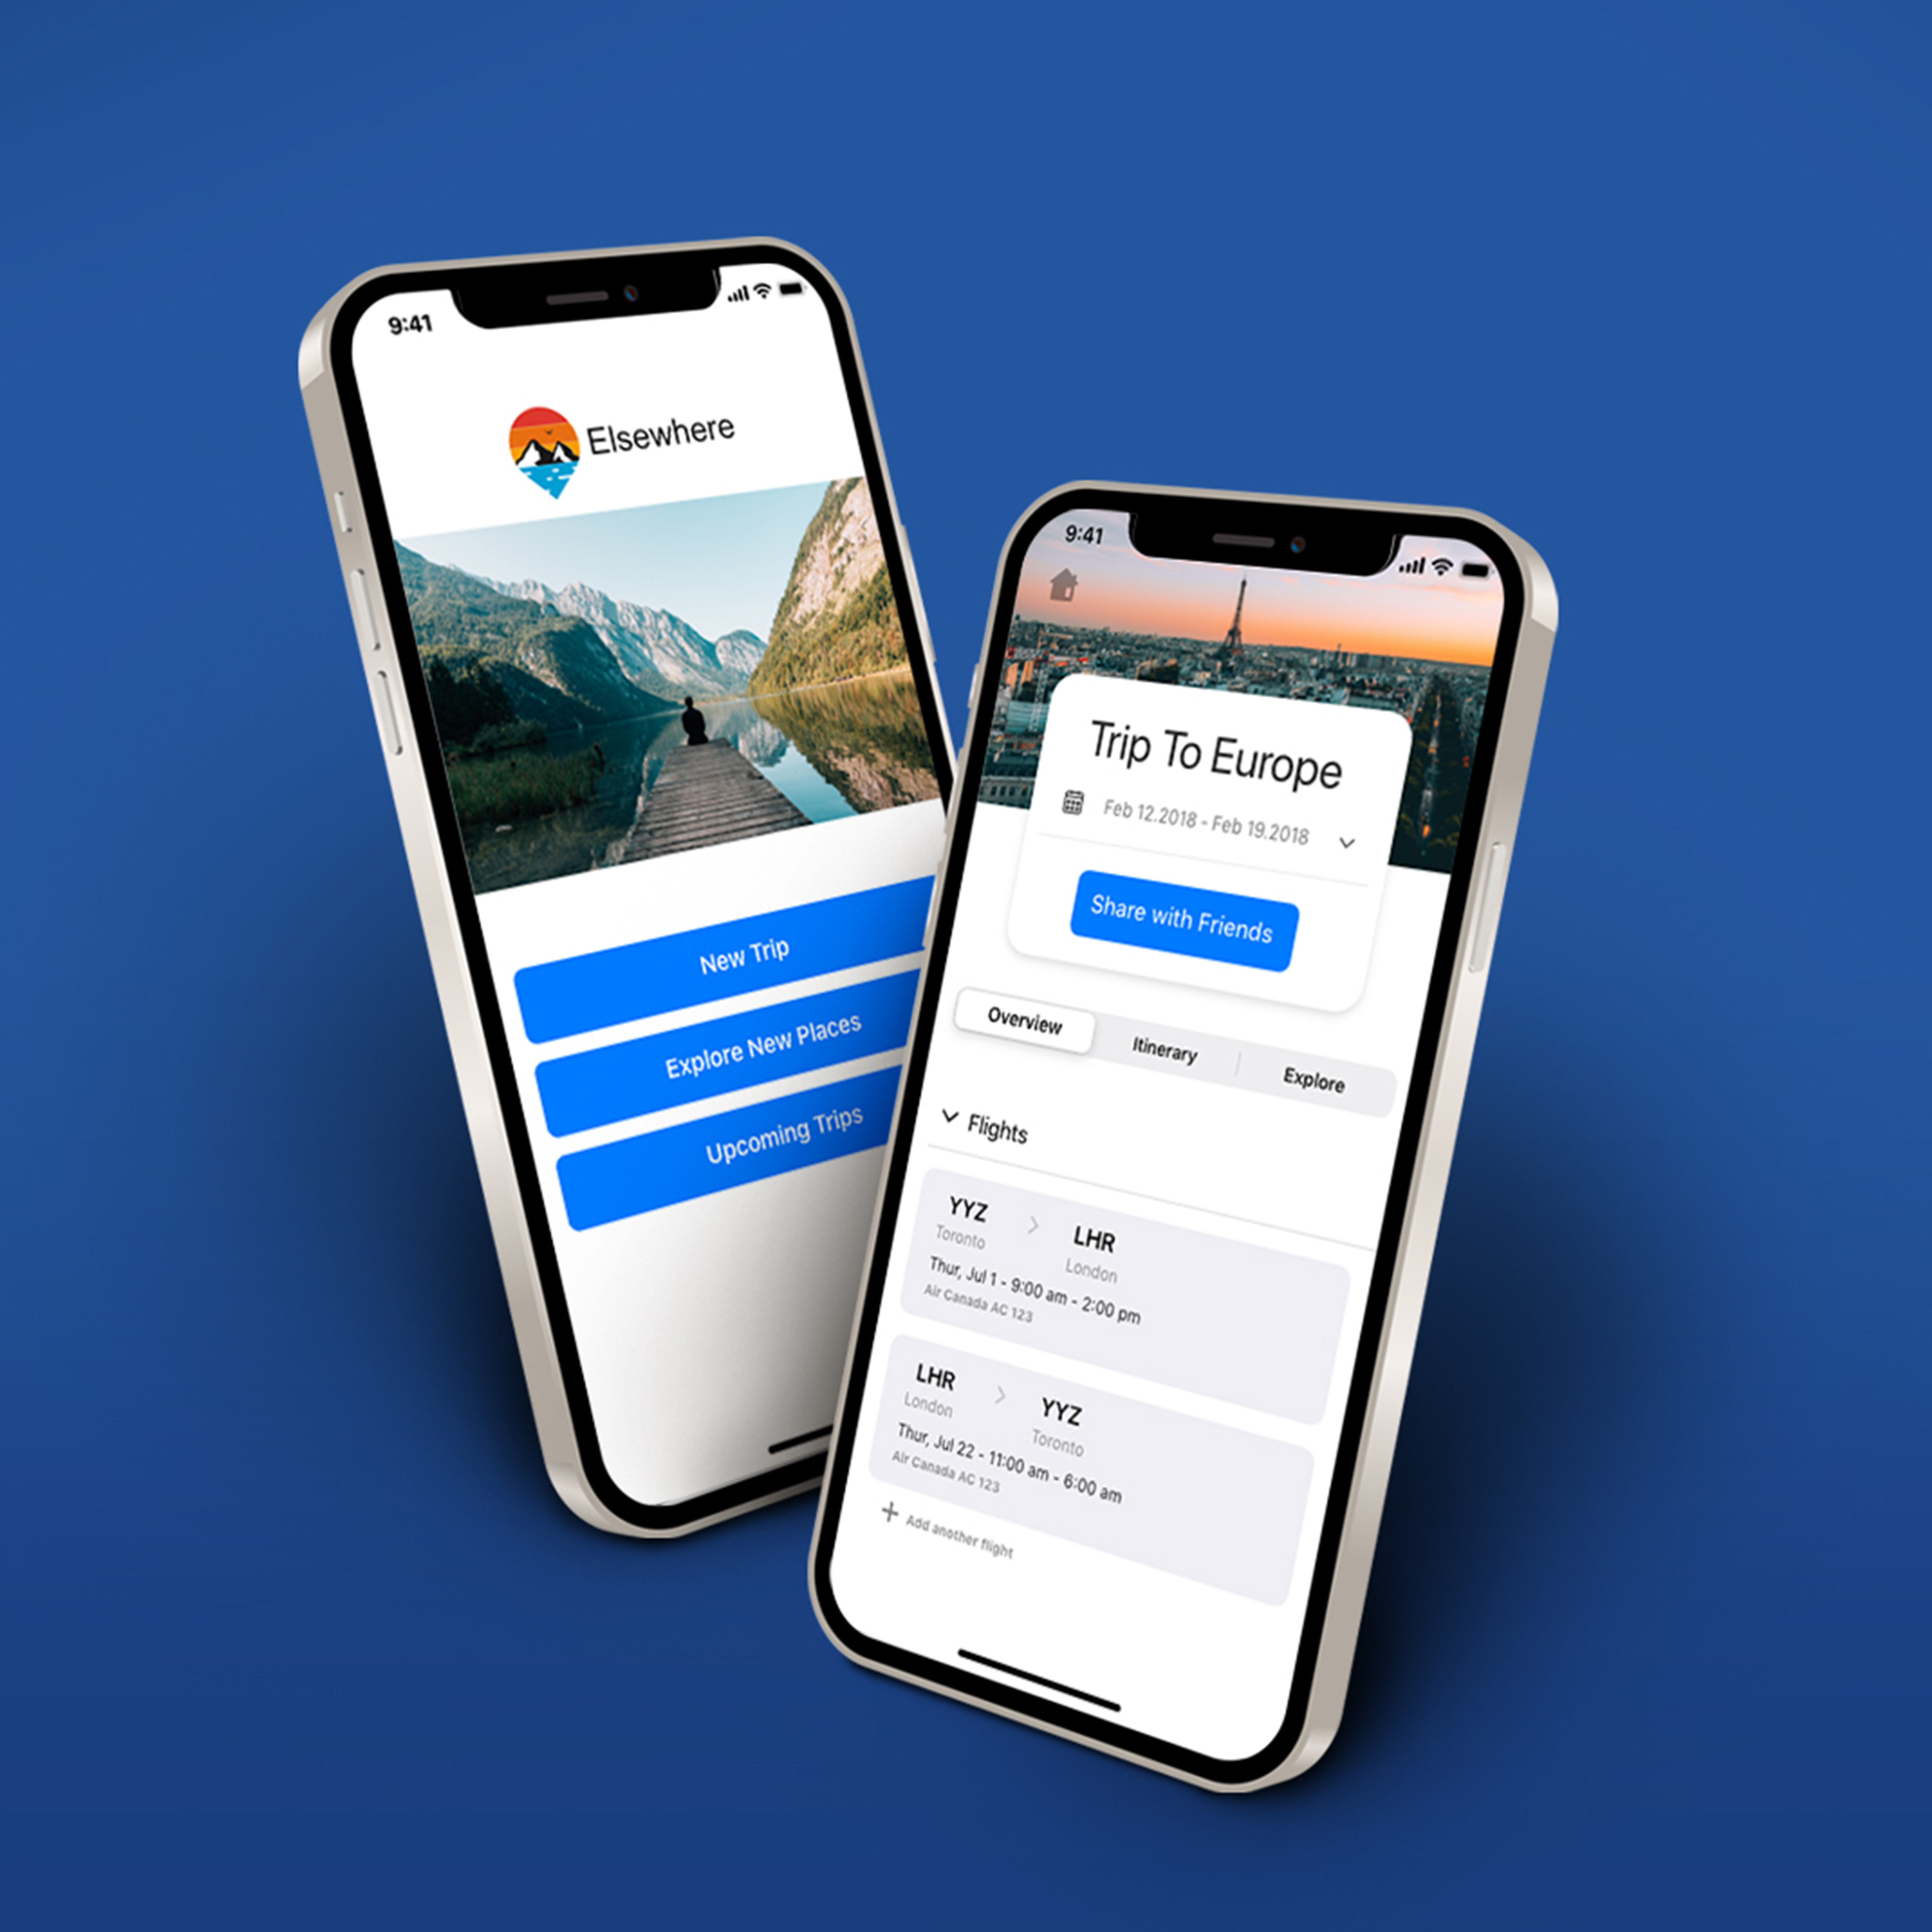 9:41
Elsewhere
New Trip
Explore New Places
Upcoming Trips
9:41
Trip To Europe
Feb 12.2018 - Feb 19.2018
Share with Friends
Overview Itinerary Explore
Flights
YYZ > LHR
Toronto London
Thur, Jul 1 - 9:00 am - 2:00 pm
Air Canada AC 123
LHR > YYZ
London Toronto
Thur, Jul 22 - 11:00 am - 6:00 am
Air Canada AC 123
+ Add another flight